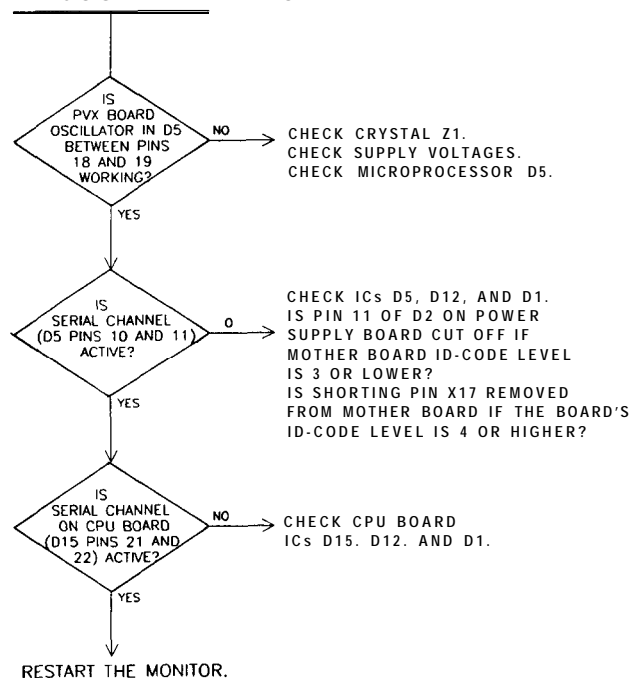 IS
PVX BOARD
OSCILLATOR IN D5
BETWEEN PINS
18 AND 19
WORKING?
NO
CHECK CRYSTAL Z1.
CHECK SUPPLY VOLTAGES.
CHECK MICROPROCESSOR D5.
YES
IS
SERIAL CHANNEL
(D5 PINS 10 AND 11)
ACTIVE?
O
CHECK ICs D5, D12, AND D1.
IS PIN 11 OF D2 ON POWER
SUPPLY BOARD CUT OFF IF
MOTHER BOARD ID-CODE LEVEL
IS 3 OR LOWER?
IS SHORTING PIN X17 REMOVED
FROM MOTHER BOARD IF THE BOARD'S
ID-CODE LEVEL IS 4 OR HIGHER?
YES
IS
SERIAL CHANNEL
ON CPU BOARD
(D15 PINS 21 AND
22) ACTIVE?
NO
CHECK CPU BOARD
ICs D15. D12. AND D1.
YES
RESTART THE MONITOR.